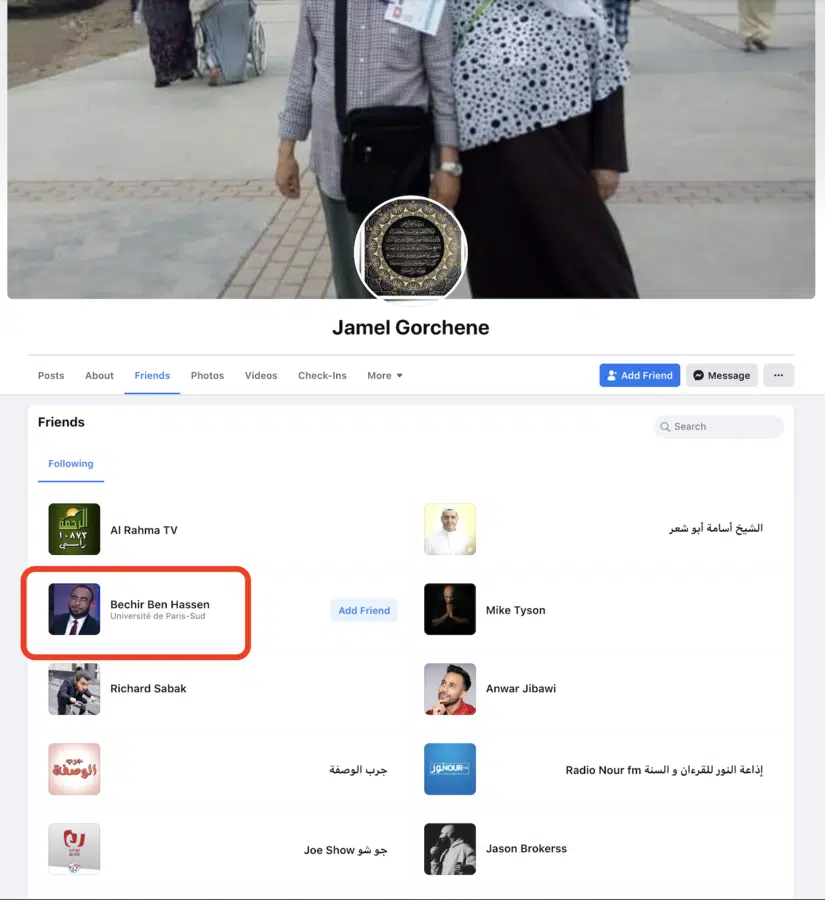 Jamel Gorchene
Posts
About
Friends
Photos
Videos
Check-Ins
More
Add Friend
Message
Friends
Search
Following
الرحمة
١٠٨٧٣
Al Rahma TV
الشيخ أسامة أبو شعر
Bechir Ben Hassen
Université de Paris-Sud
Add Friend
Mike Tyson
Richard Sabak
Anwar Jibawi
جرب
الوصفة
جرب الوصفة
نور NOUR
إذاعة النور للقرءان و السنة Radio Nour fm
جو شو Joe Show
Jason Brokerss